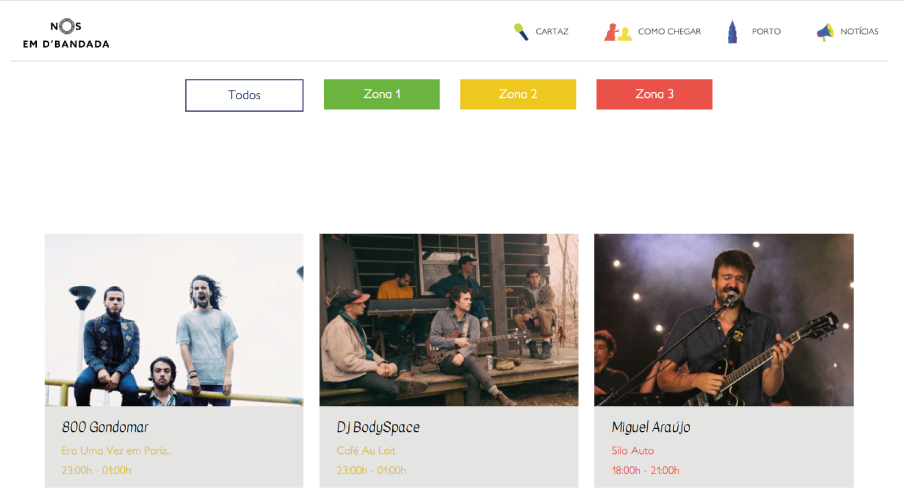 NOS
EM D'BANDADA
CARTAZ
COMO CHEGAR
PORTO
NOTÍCIAS
Todos
Zona 1
Zona 2
Zona 3
800 Gondomar
Era Uma Vez em Pariz..
23:00h - 01:00h
Dj BodySpace
Café Au Lait
23:00h - 01:00h
Miguel Araújo
Silo Auto
18:00h - 21:00h